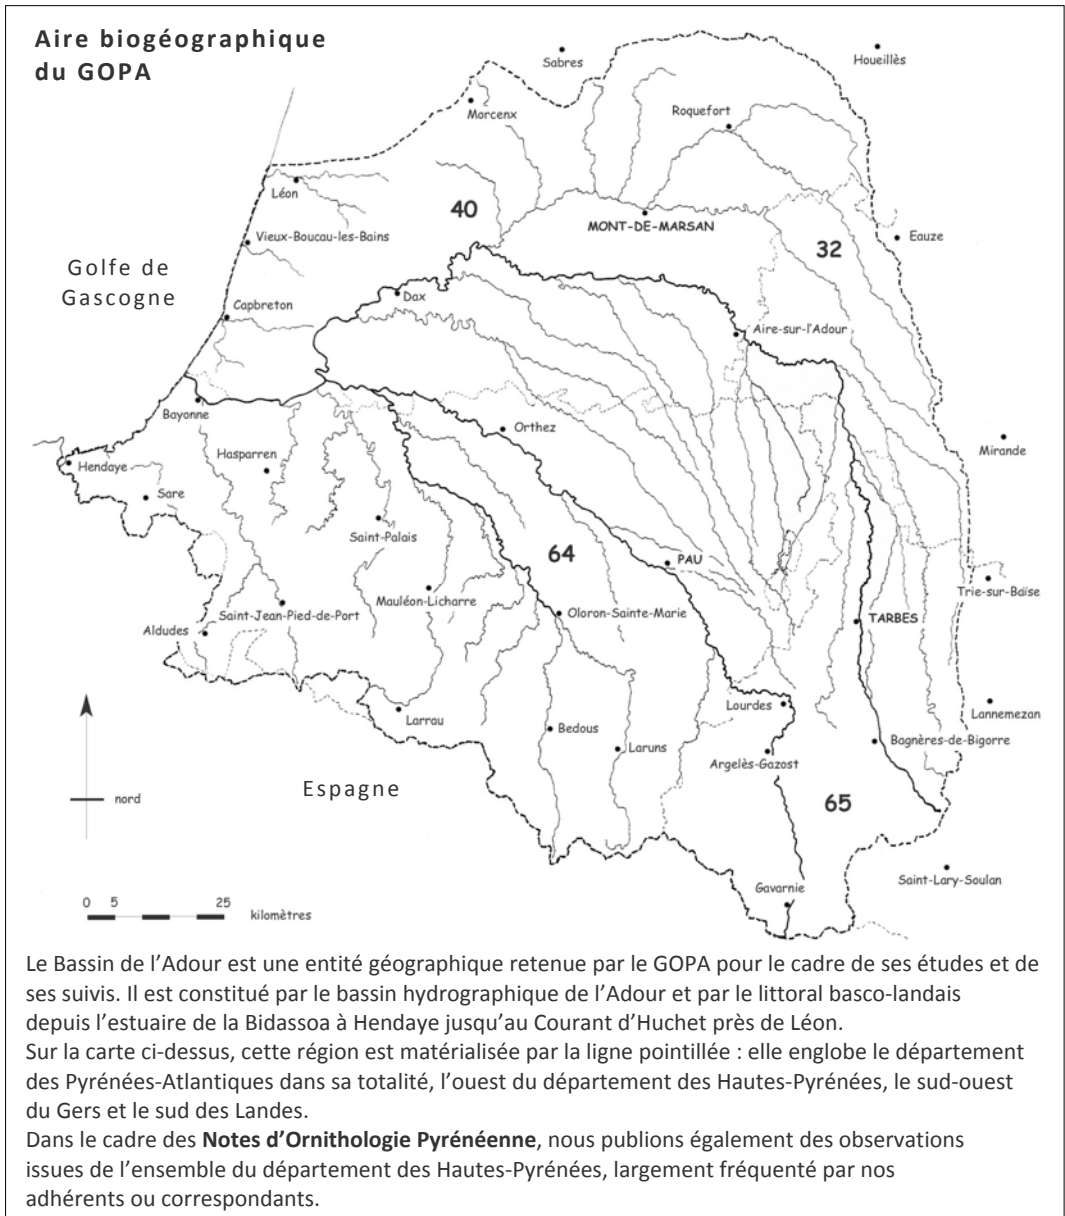 Aire biogéographique
du GOPA
Sabres
Houeillès
Morcenx
Roquefort
Léon
40
MONT-DE-MARSAN
Vieux-Boucau-les-Bains
32
Eauze
Golfe de
Gascogne
Dax
Capbreton
Aire-sur-l'Adour
Bayonne
Orthez
Mirande
Hasparren
Hendaye
Sare
Saint-Palais
64
PAU
Trie-sur-Baïse
Mauléon-Licharre
Saint-Jean-Pied-de-Port
Oloron-Sainte-Marie
TARBES
Aldudes
Lourdes
Larrau
Lannemezan
Bedous
Bagnères-de-Bigorre
Laruns
Argelès-Gazost
Espagne
nord
65
Saint-Lary-Soulan
Gavarnie
0 5 25
kilomètres
Le Bassin de l’Adour est une entité géographique retenue par le GOPA pour le cadre de ses études et de
ses suivis. Il est constitué par le bassin hydrographique de l’Adour et par le littoral basco-landais
depuis l’estuaire de la Bidassoa à Hendaye jusqu’au Courant d’Huchet près de Léon.
Sur la carte ci-dessus, cette région est matérialisée par la ligne pointillée : elle englobe le département
des Pyrénées-Atlantiques dans sa totalité, l’ouest du département des Hautes-Pyrénées, le sud-ouest
du Gers et le sud des Landes.
Dans le cadre des Notes d’Ornithologie Pyrénéenne, nous publions également des observations
issues de l’ensemble du département des Hautes-Pyrénées, largement fréquenté par nos
adhérents ou correspondants.